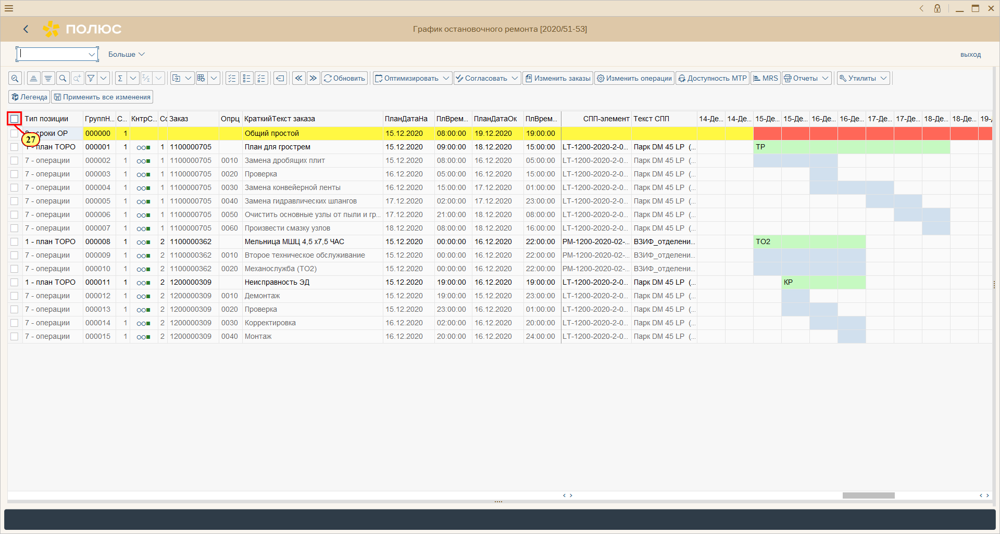 ПОЛЮС
График остановочного ремонта [2020/51-53]
Больше
выход
Обновить Оптимизировать Согласовать Изменить заказы Изменить операции Доступность МТР MRS Отчеты Утилиты
Легенда Применить все изменения
Тип позиции ГруппН... С... КнтрС... Сс Заказ Опрц КраткийТекст заказа ПланДатаНа ПлВрем... ПланДатаОк ПлВрем... СПП-элемент Текст СПП 14-Де... 14-Де... 15-Де... 15-Де... 16-Де... 16-Де... 17-Де... 17-Де... 18-Де... 18-Де... 19-
сроки ОР 000000 1 Общий простой 15.12.2020 08:00:00 19.12.2020 19:00:00
27
1 - план ТОРО 000001 1 1 1100000705 План для грострем 15.12.2020 09:00:00 18.12.2020 15:00:00 LT-1200-2020-2-0... Парк DM 45 LP (... ТР
7 - операции 000002 1 1 1100000705 0010 Замена дробящих плит 15.12.2020 08:00:00 16.12.2020 05:00:00 LT-1200-2020-2-0... Парк DM 45 LP (...
7 - операции 000003 1 1 1100000705 0020 Проверка 16.12.2020 05:00:00 16.12.2020 15:00:00 LT-1200-2020-2-0... Парк DM 45 LP (...
7 - операции 000004 1 1 1100000705 0030 Замена конвейерной ленты 16.12.2020 15:00:00 17.12.2020 01:00:00 LT-1200-2020-2-0... Парк DM 45 LP (...
7 - операции 000005 1 1 1100000705 0040 Замена гидравлических шлангов 17.12.2020 02:00:00 17.12.2020 23:00:00 LT-1200-2020-2-0... Парк DM 45 LP (...
7 - операции 000006 1 1 1100000705 0050 Очистить основные узлы от пыли и гр... 17.12.2020 21:00:00 18.12.2020 08:00:00 LT-1200-2020-2-0... Парк DM 45 LP (...
7 - операции 000007 1 1 1100000705 0060 Произвести смазку узлов 18.12.2020 08:00:00 18.12.2020 16:00:00 LT-1200-2020-2-0... Парк DM 45 LP (...
1 - план ТОРО 000008 1 2 1100000362 Мельница МШЦ 4,5 х7,5 ЧАС 15.12.2020 00:00:00 16.12.2020 22:00:00 PM-1200-2020-02-... ВЗИФ_отделени... ТО2
7 - операции 000009 1 2 1100000362 0010 Второе техническое обслуживание 15.12.2020 00:00:00 16.12.2020 22:00:00 PM-1200-2020-02-... ВЗИФ_отделени...
7 - операции 000010 1 2 1100000362 0020 Механослужба (ТО2) 15.12.2020 00:00:00 16.12.2020 22:00:00 PM-1200-2020-02-... ВЗИФ_отделени...
1 - план ТОРО 000011 1 2 1200000309 Неисправность ЭД 15.12.2020 19:00:00 16.12.2020 19:00:00 LT-1200-2020-2-0... Парк DM 45 LP (... КР
7 - операции 000012 1 2 1200000309 0010 Демонтаж 15.12.2020 19:00:00 15.12.2020 23:00:00 LT-1200-2020-2-0... Парк DM 45 LP (...
7 - операции 000013 1 2 1200000309 0020 Проверка 15.12.2020 23:00:00 16.12.2020 01:00:00 LT-1200-2020-2-0... Парк DM 45 LP (...
7 - операции 000014 1 2 1200000309 0030 Корректировка 16.12.2020 02:00:00 16.12.2020 20:00:00 LT-1200-2020-2-0... Парк DM 45 LP (...
7 - операции 000015 1 2 1200000309 0040 Монтаж 16.12.2020 20:00:00 16.12.2020 24:00:00 LT-1200-2020-2-0... Парк DM 45 LP (...